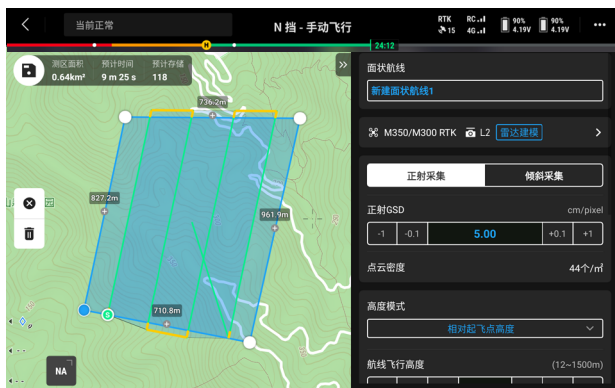 当前正常
N 挡 - 手动飞行
RTK
15
RC
4G
90%
4.19V
90%
4.19V
H
24:12
测区面积 预计时间 预计存储
0.64km² 9 m 25 s 118
736.2m
827.2m
961.9m
710.8m
S
NA
面状航线
新建面状航线1
M350/M300 RTK L2 雷达建模
正射采集 倾斜采集
正射GSD cm/pixel
-1 -0.1 5.00 +0.1 +1
点云密度 44个/㎡
高度模式
相对起飞点高度
航线飞行高度 (12~1500m)